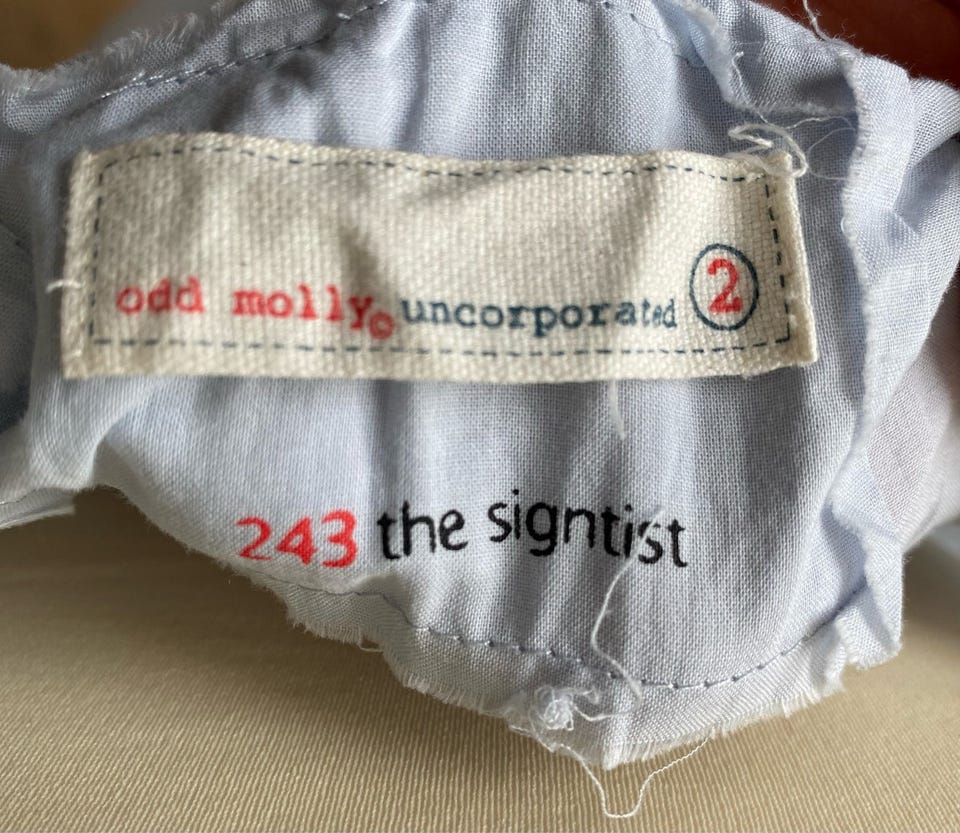 odd molly© uncorporated 2
243 the signtist